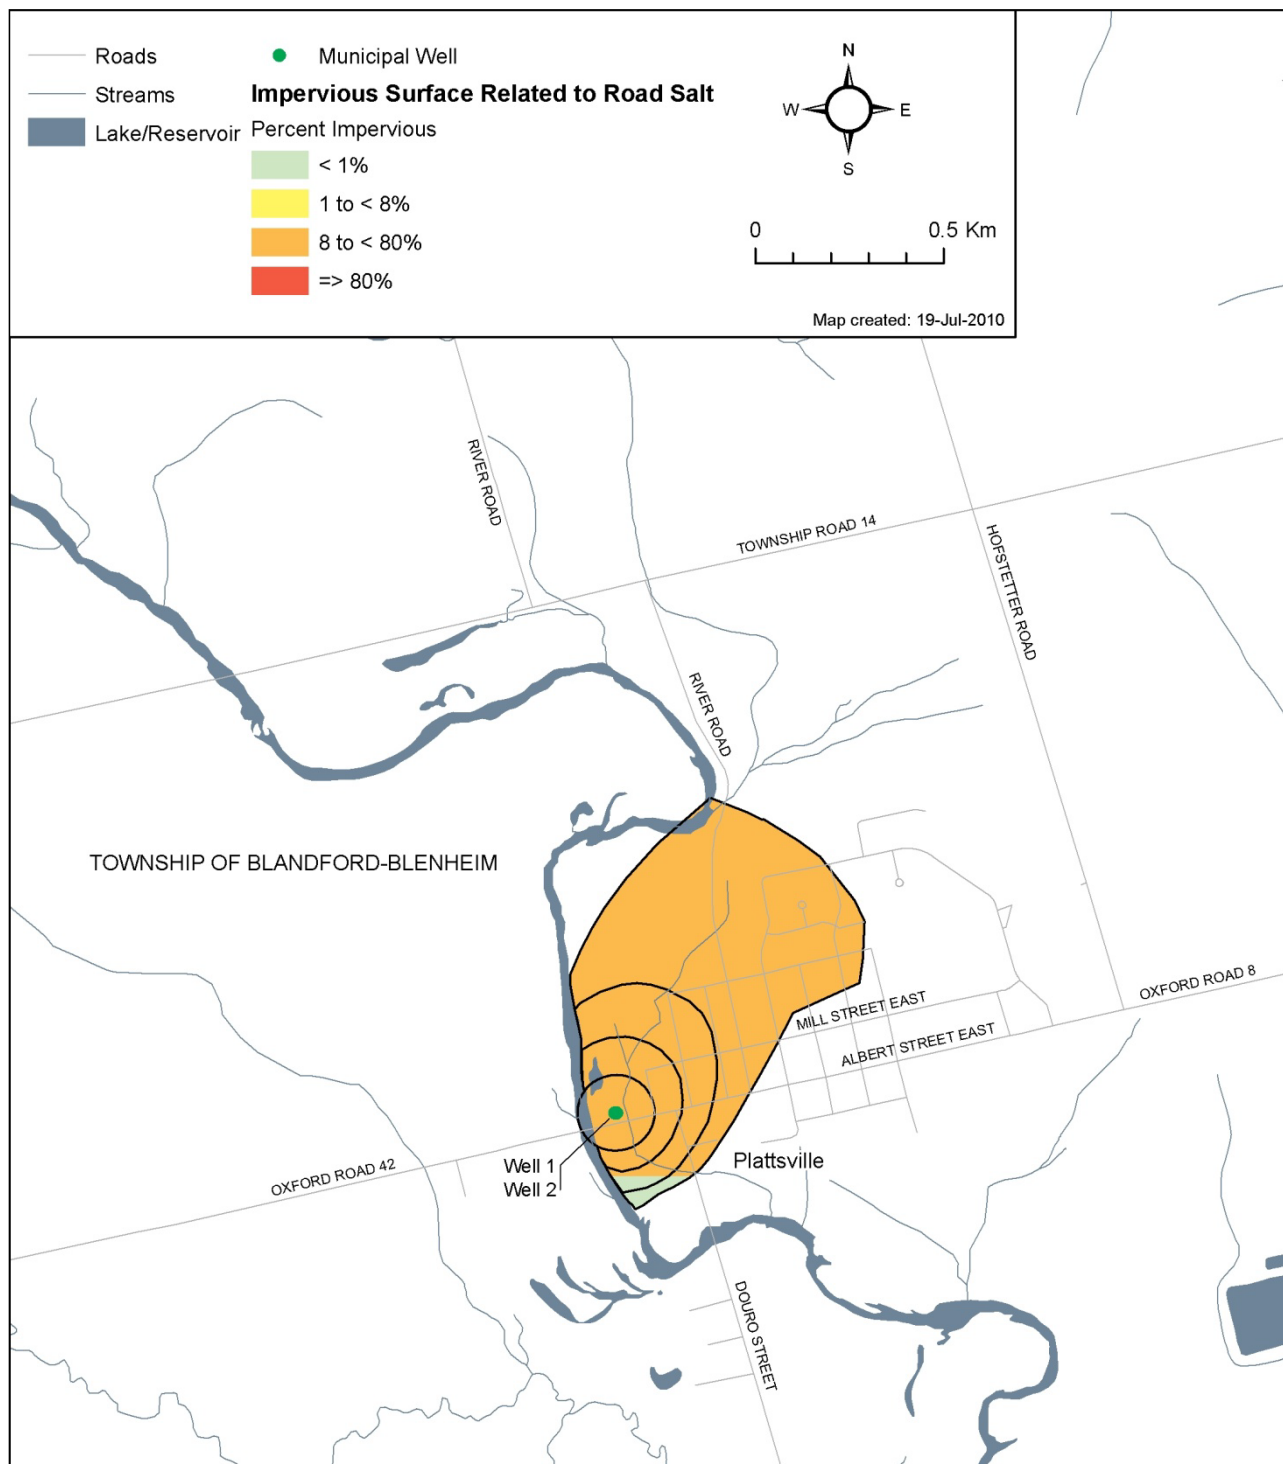 Roads
Streams
Lake/Reservoir
Municipal Well
Impervious Surface Related to Road Salt
Percent Impervious
< 1%
1 to < 8%
8 to < 80%
=> 80%
N
W
E
S
0
0.5 Km
Map created: 19-Jul-2010
RIVER ROAD
TOWNSHIP ROAD 14
HOFSTETTER ROAD
RIVER ROAD
TOWNSHIP OF BLANDFORD-BLENHEIM
OXFORD ROAD 8
MILL STREET EAST
ALBERT STREET EAST
Plattsville
Well 1
Well 2
OXFORD ROAD 42
DOURO STREET